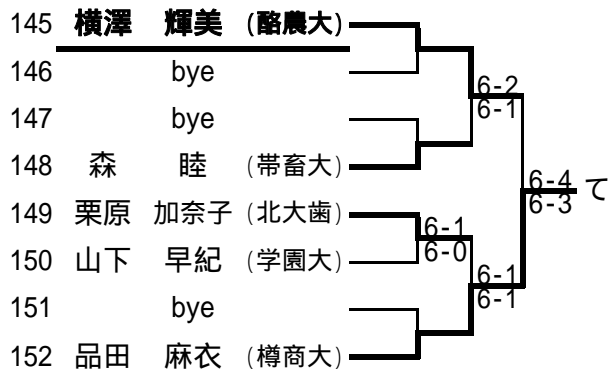 145 横澤 輝美 (酪農大)
146 bye
6-2
6-1
147 bye
148 森 睦 (帯畜大)
6-4
6-3
て
149 栗原 加奈子 (北大歯)
6-1
6-0
150 山下 早紀 (学園大)
6-1
6-1
151 bye
152 品田 麻衣 (樽商大)